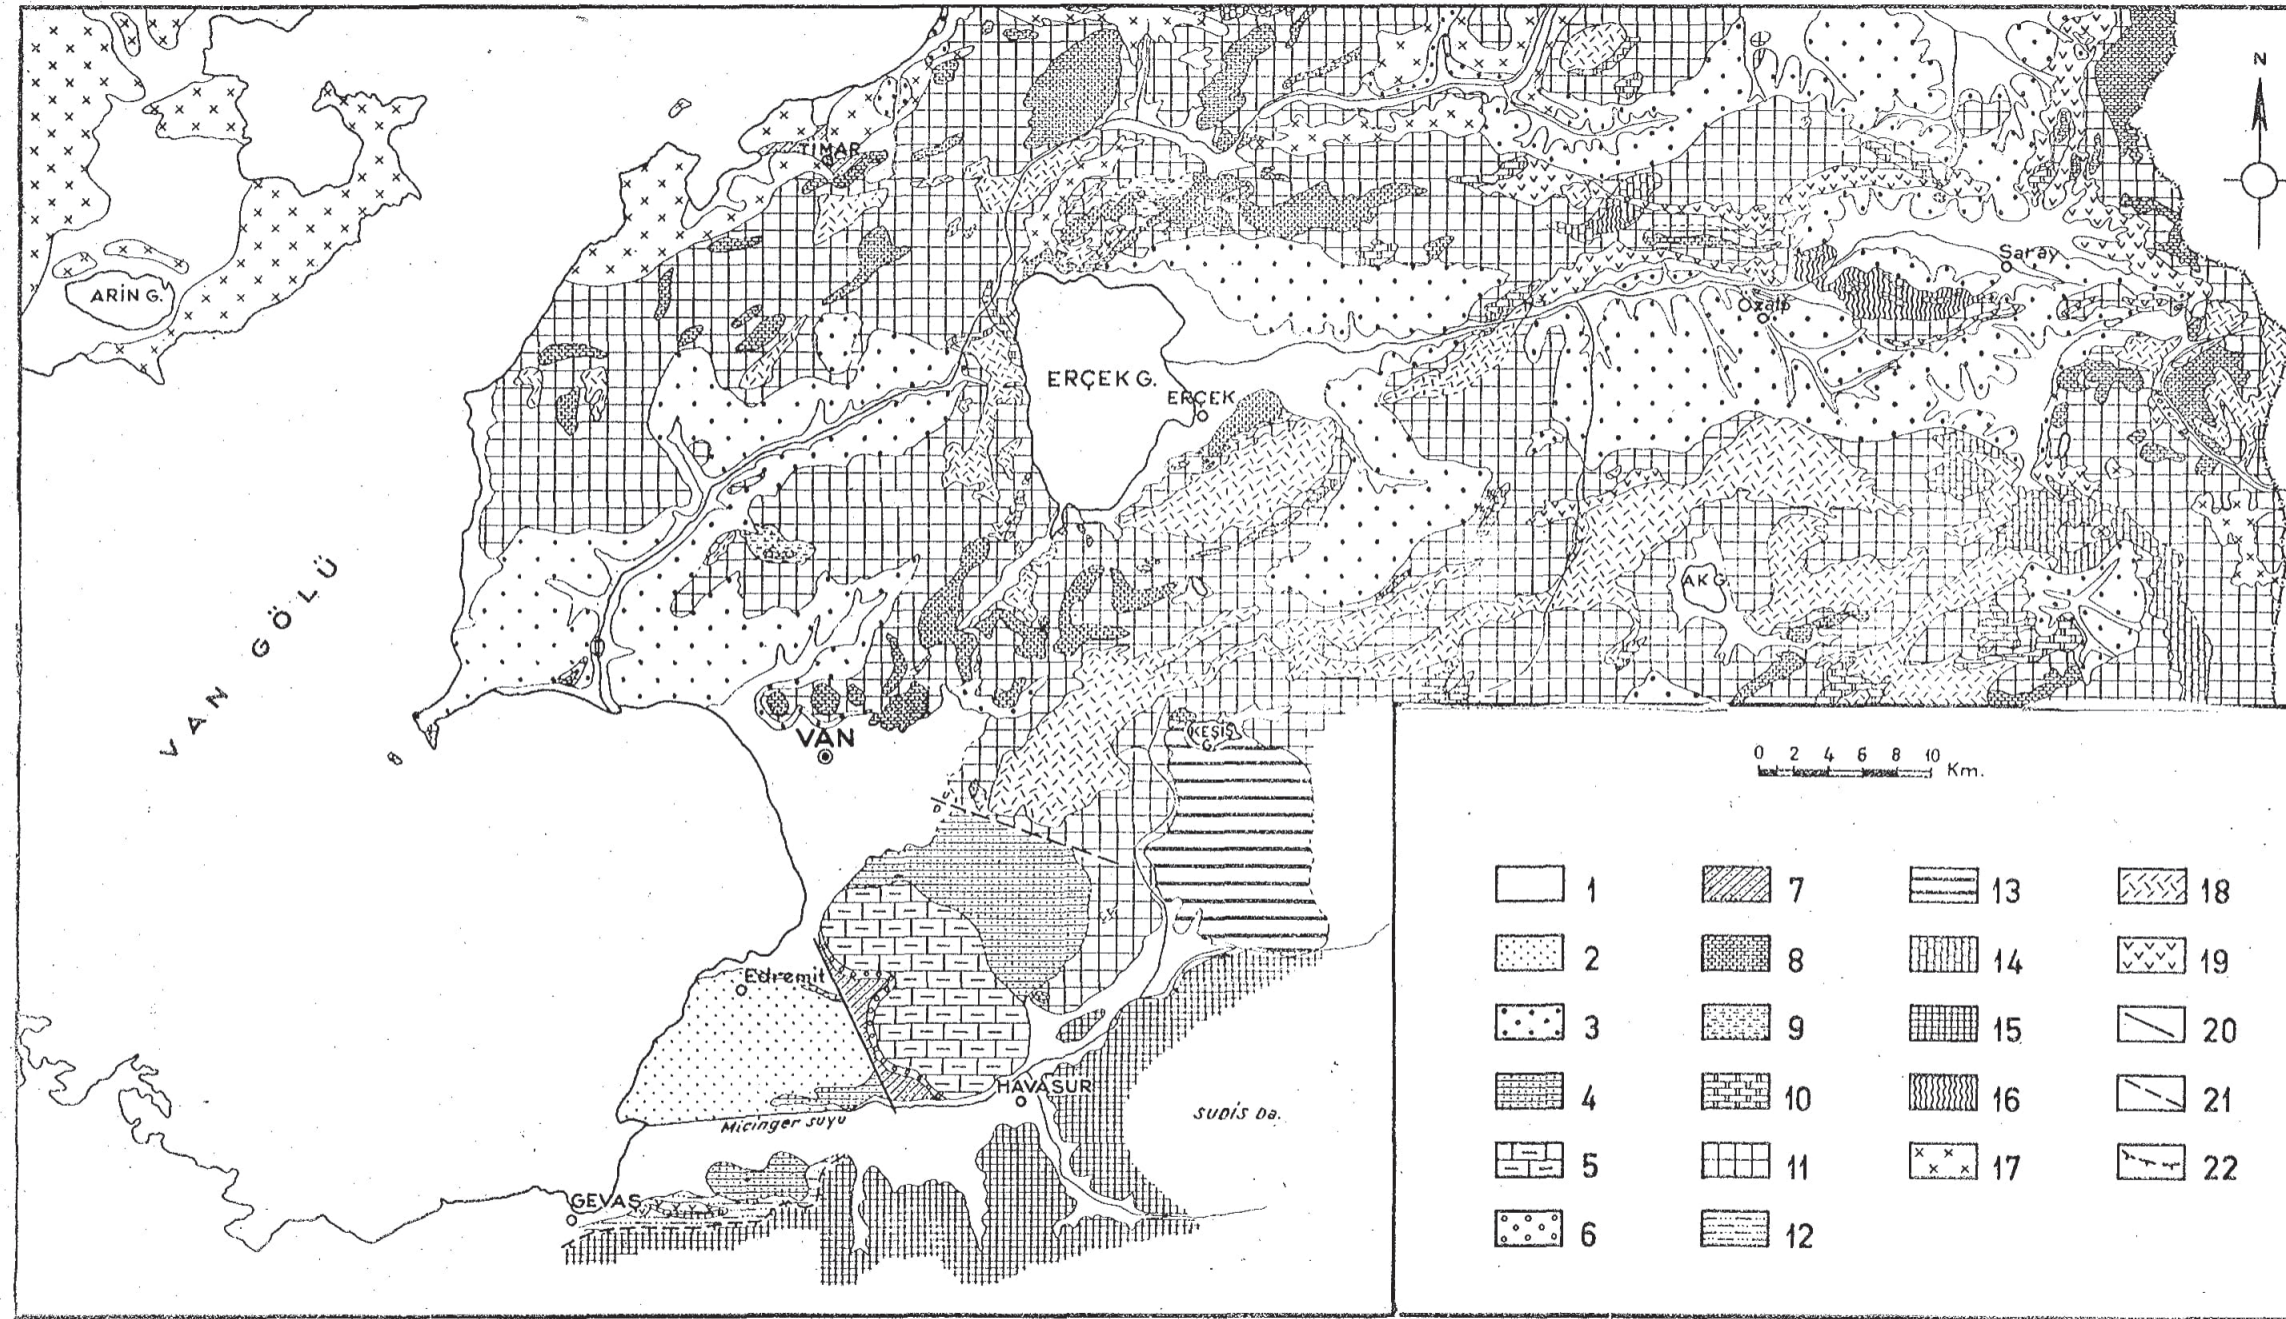 N
TIMAR
Saray
ARİN G.
Özalp
ERÇEK G.
ERÇEK
VAN GÖLÜ
AK G.
VAN
KEŞİŞ
G.
0 2 4 6 8 10 Km.
Edremit
HAVASUR
SUDİS Da.
Miçinger suyu
GEVAŞ
1 7 13 18
2 8 14 19
3 9 15 20
4 10 16 21
5 11 17 22
6 12